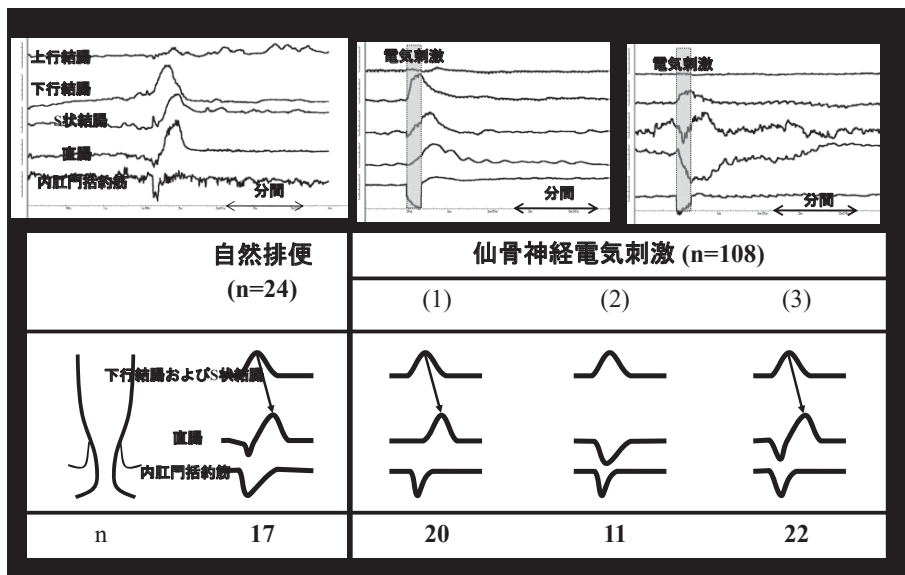 上行結腸
下行結腸
S状結腸
直腸
内肛門括約筋
分間
電気刺激
分間
電気刺激
分間
自然排便
(n=24)
仙骨神経電気刺激 (n=108)
(1) (2) (3)
下行結腸およびS状結腸
直腸
内肛門括約筋
n 17 20 11 22